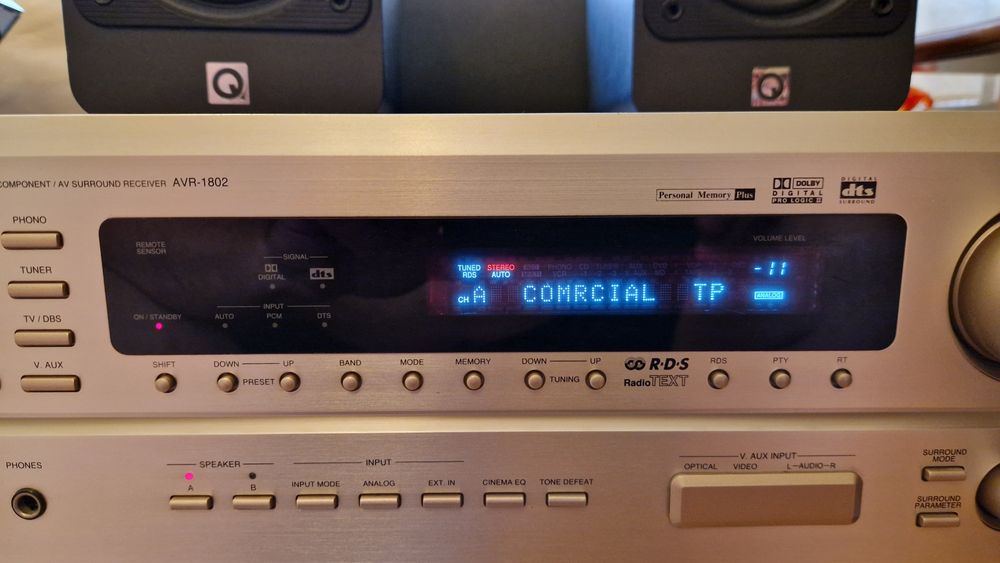 Q Q
COMPONENT / AV SURROUND RECEIVER AVR-1802
Personal Memory Plus
DOLBY
DIGITAL
PRO LOGIC II
DIGITAL
dts
SURROUND
PHONO
TUNER
TV / DBS
V. AUX
REMOTE
SENSOR
SIGNAL
DIGITAL
dts
INPUT
ON / STANDBY AUTO PCM DTS
VOLUME LEVEL
TUNED STEREO
RDS AUTO
-11
CH A COMRCIAL TP ANALOG
SHIFT DOWN UP BAND MODE MEMORY DOWN UP
PRESET TUNING
R·D·S
RadioTEXT
RDS PTY RT
PHONES
SPEAKER
A B
INPUT
INPUT MODE ANALOG EXT. IN CINEMA EQ TONE DEFEAT
V. AUX INPUT
OPTICAL VIDEO L-AUDIO-R
SURROUND
MODE
SURROUND
PARAMETER